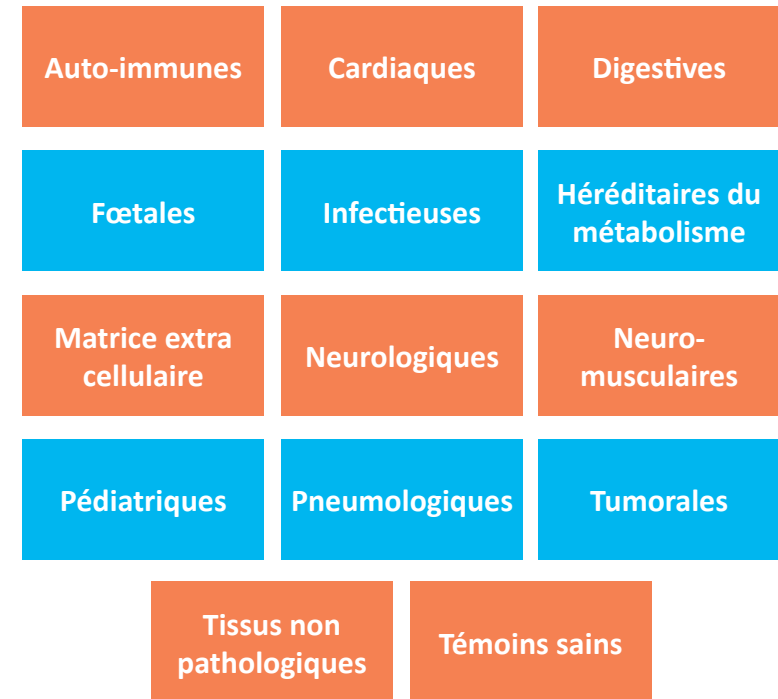 Auto-immunes
Cardiaques
Digestives
Fœtales
Infectieuses
Héréditaires du
métabolisme
Matrice extra
cellulaire
Neurologiques
Neuro-
musculaires
Pédiatriques
Pneumologiques
Tumorales
Tissus non
pathologiques
Témoins sains